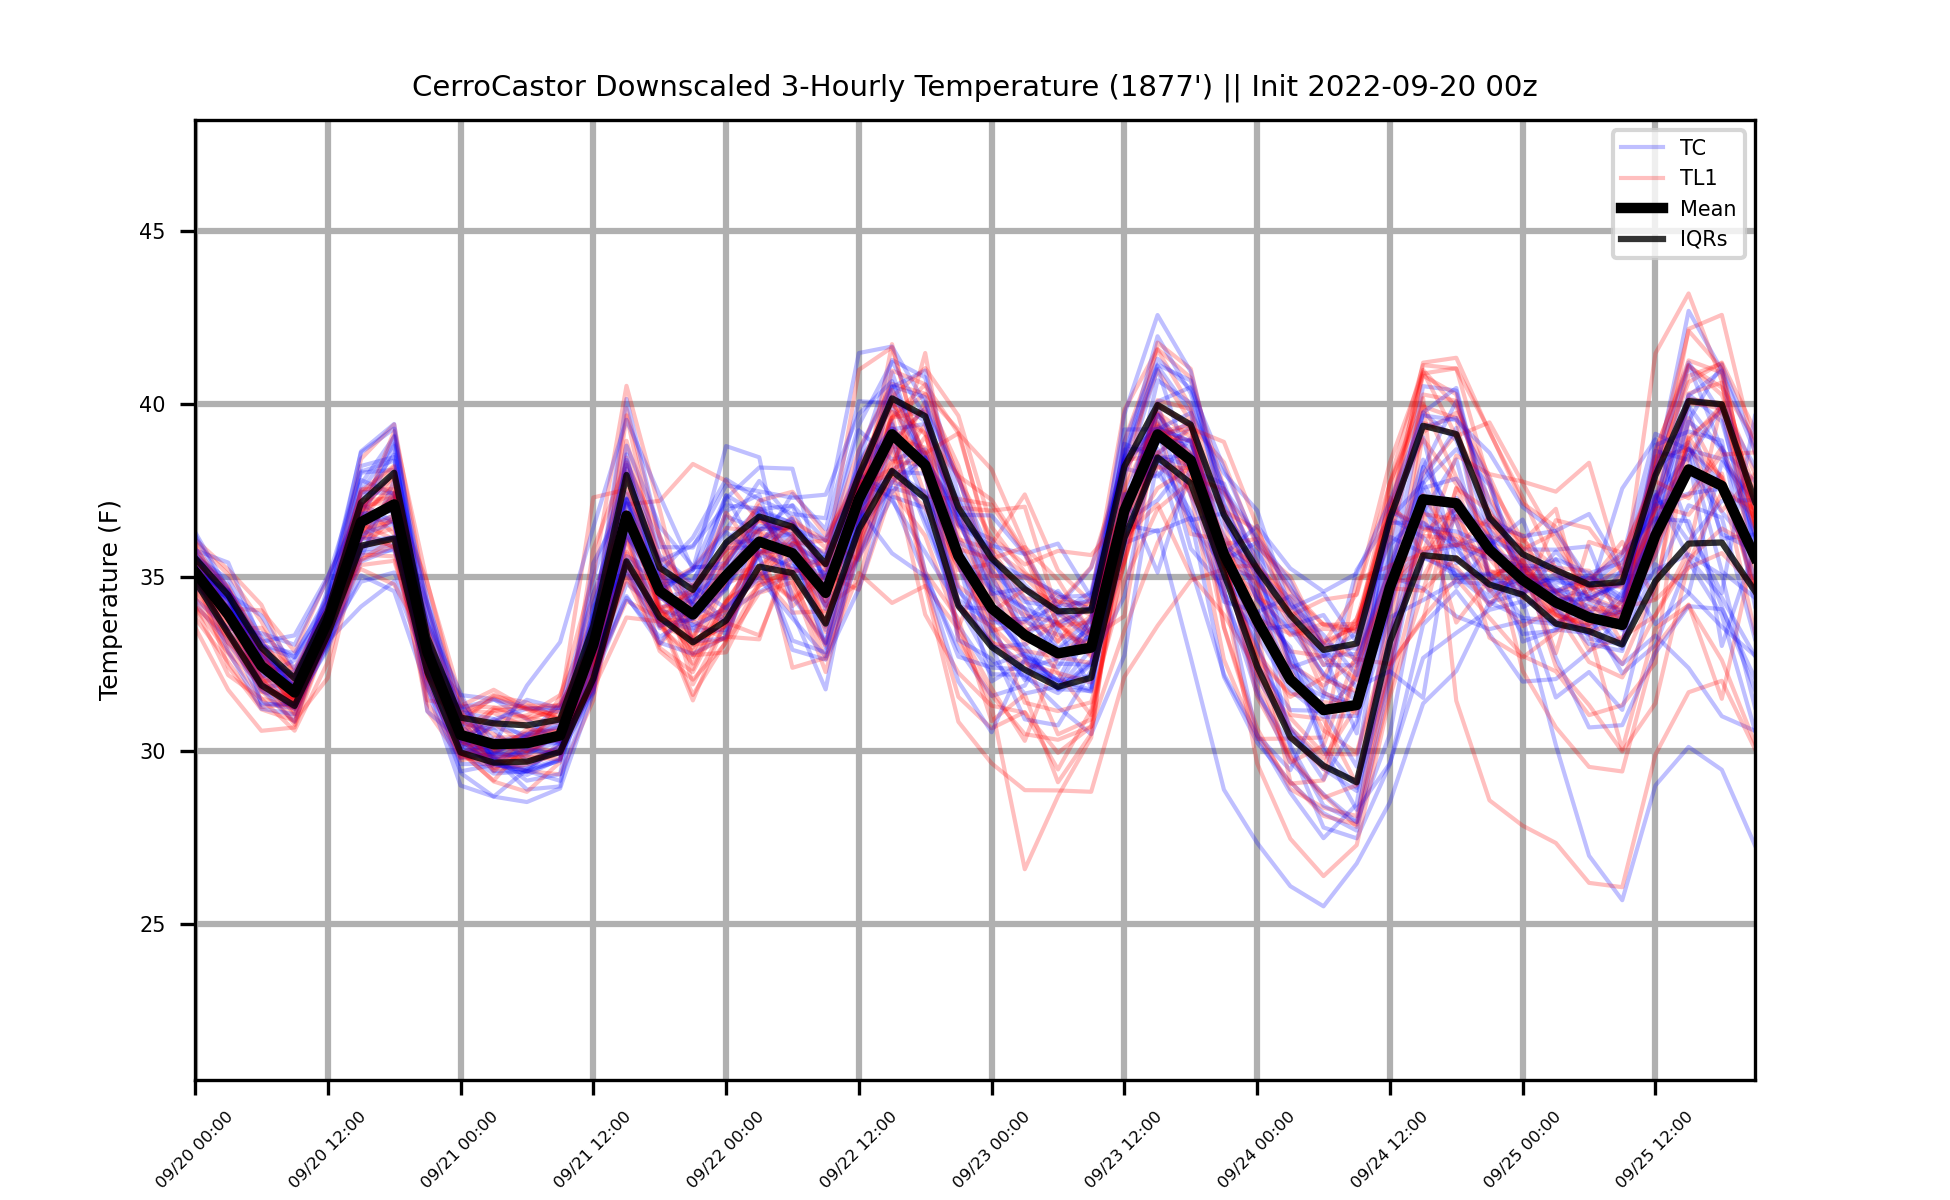 CerroCastor Downscaled 3-Hourly Temperature (1877') || Init 2022-09-20 00z
TC
TL1
Mean
IQRs
Temperature (F)
45
40
35
30
25
09/20 00:00
09/20 12:00
09/21 00:00
09/21 12:00
09/22 00:00
09/22 12:00
09/23 00:00
09/23 12:00
09/24 00:00
09/24 12:00
09/25 00:00
09/25 12:00